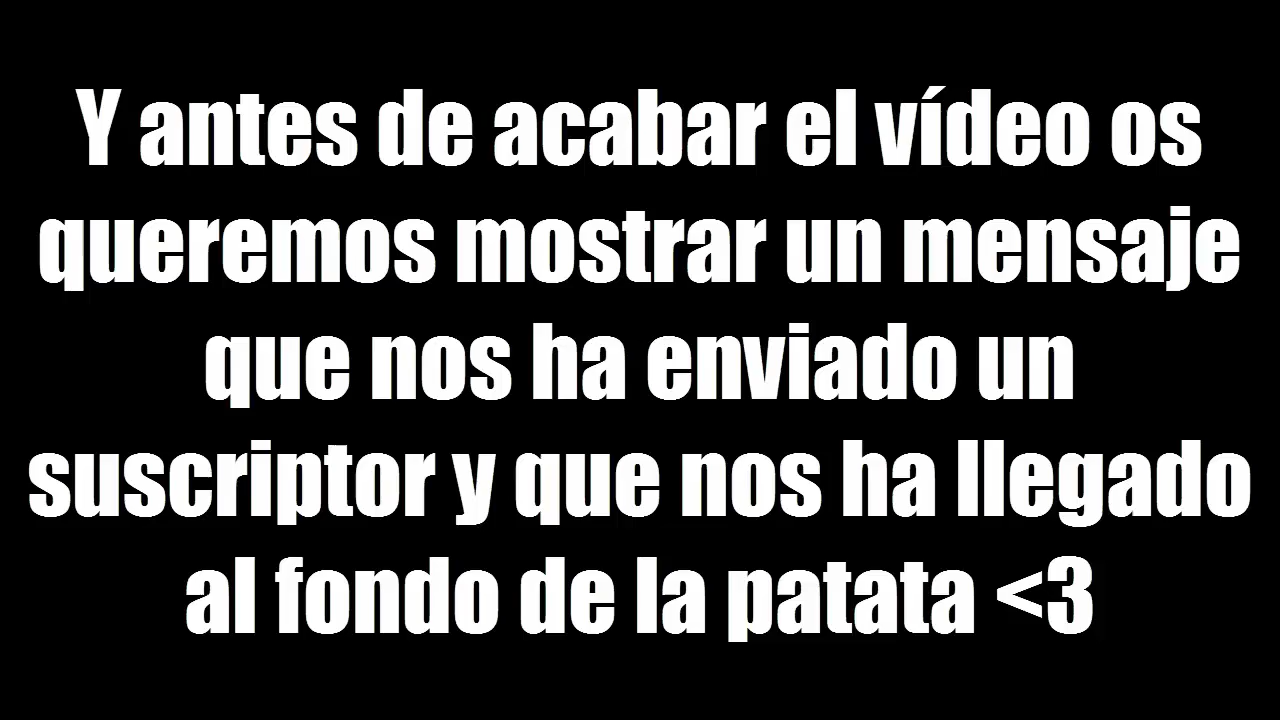 Y antes de acabar el vídeo os
queremos mostrar un mensaje
que nos ha enviado un
suscriptor y que nos ha llegado
al fondo de la patata <3